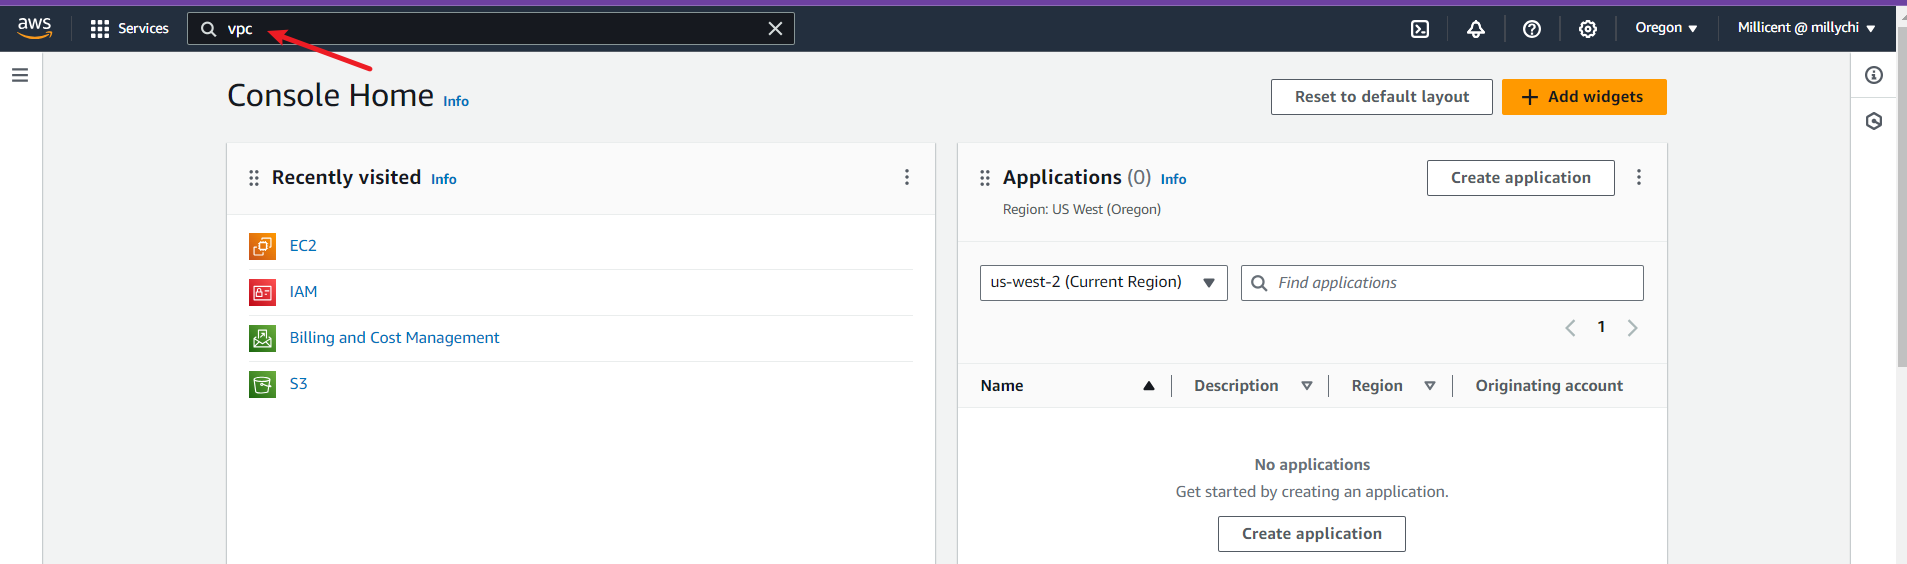 aws Services vpc Oregon Millicent @ millychi
Console Home Info Reset to default layout Add widgets
Recently visited Info
EC2
IAM
Billing and Cost Management
S3
Applications (0) Info Create application
Region: US West (Oregon)
us-west-2 (Current Region) Find applications
1
Name Description Region Originating account
No applications
Get started by creating an application.
Create application